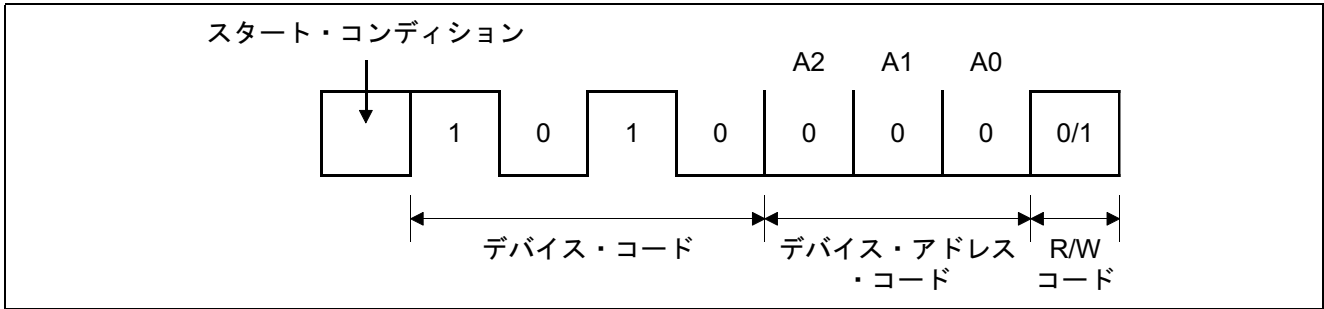 スタート・コンディション
A2 A1 A0
1 0 1 0 0 0 0 0/1
デバイス・コード
デバイス・アドレス
・コード
R/W
コード